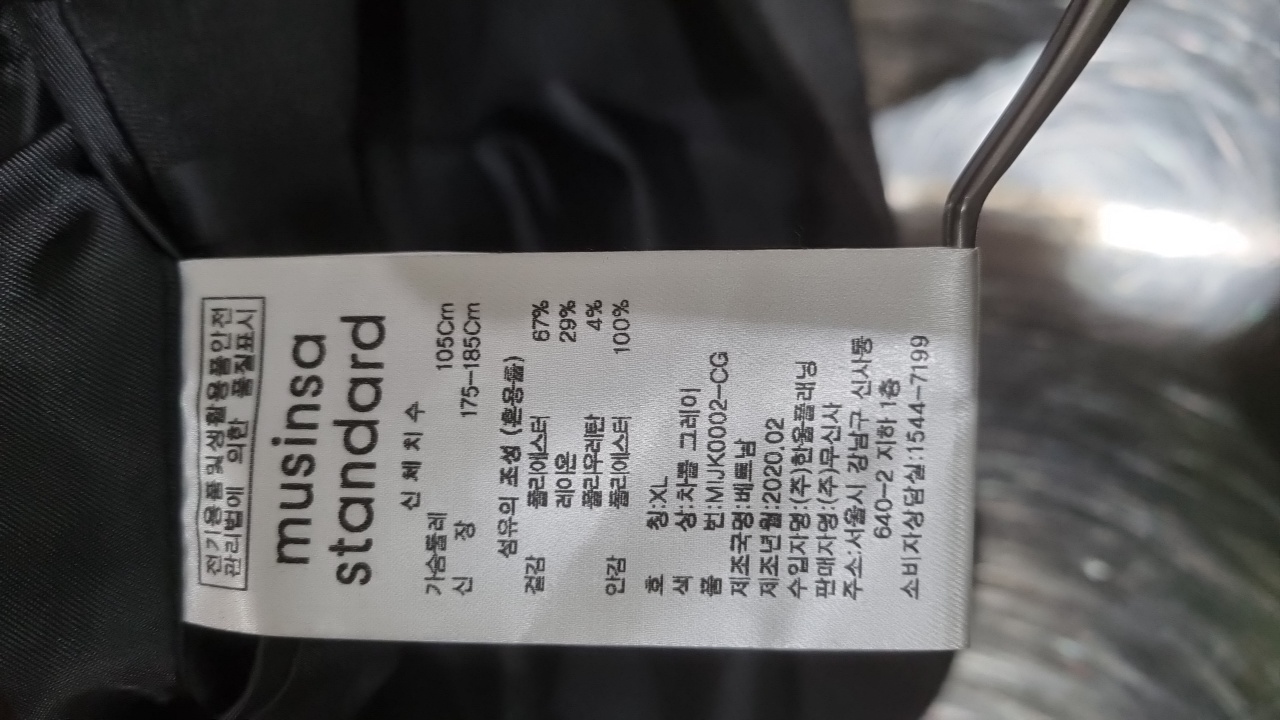 전기용품및생활용품안전
관리법에 의한 품질표시
musinsa
standard
신 체 치 수
가슴둘레 105Cm
신 장 175-185Cm
섬유의 조성 (혼용률)
겉감 폴리에스터 67%
레이온 29%
폴리우레탄 4%
안감 폴리에스터 100%
호 칭:XL
색 상:차콜 그레이
품 번:MIJK0002-CG
제조국명:베트남
제조년월:2020.02
수입자명:(주)한울플래닝
판매자명:(주)무신사
주소:서울시 강남구 신사동
640-2 지하 1층
소비자상담실:1544-7199